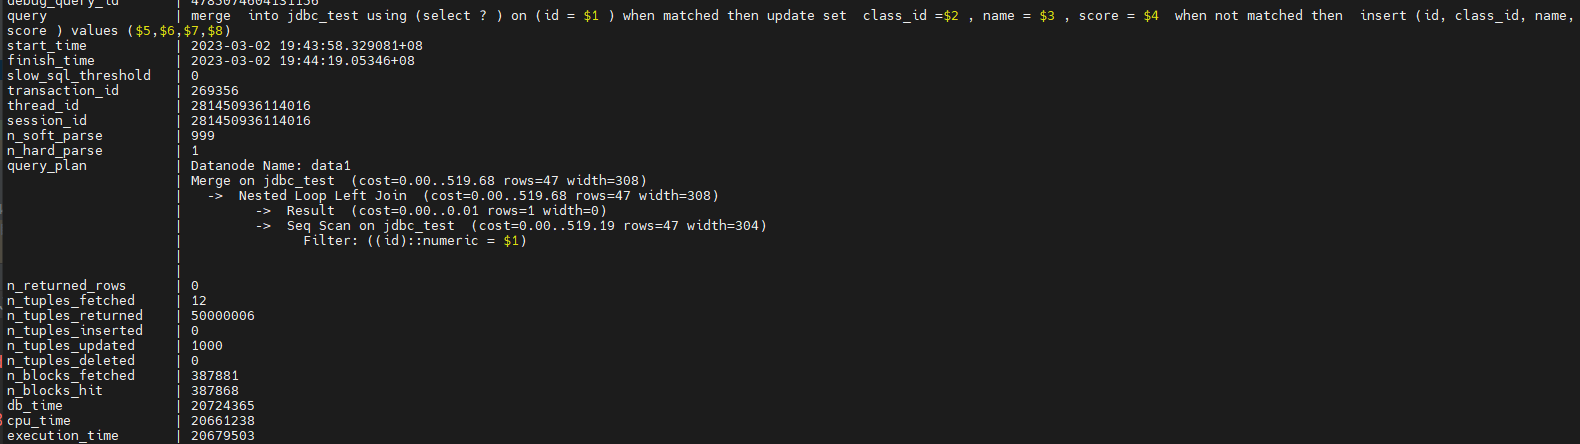 debug_query_id | 4785074604131156
query | merge  into jdbc_test using (select ? ) on (id = $1 ) when matched then update set  class_id =$2 , name = $3 , score = $4  when not matched then  insert (id, class_id, name,
score ) values ($5,$6,$7,$8)
start_time | 2023-03-02 19:43:58.329081+08
finish_time | 2023-03-02 19:44:19.05346+08
slow_sql_threshold | 0
transaction_id | 269356
thread_id | 281450936114016
session_id | 281450936114016
n_soft_parse | 999
n_hard_parse | 1
query_plan | Datanode Name: data1
| Merge on jdbc_test  (cost=0.00..519.68 rows=47 width=308)
|   ->  Nested Loop Left Join  (cost=0.00..519.68 rows=47 width=308)
|         ->  Result  (cost=0.00..0.01 rows=1 width=0)
|         ->  Seq Scan on jdbc_test  (cost=0.00..519.19 rows=47 width=304)
|               Filter: ((id)::numeric = $1)
|
|
n_returned_rows | 0
n_tuples_fetched | 12
n_tuples_returned | 50000006
n_tuples_inserted | 0
n_tuples_updated | 1000
n_tuples_deleted | 0
n_blocks_fetched | 387881
n_blocks_hit | 387868
db_time | 20724365
cpu_time | 20661238
execution_time | 20679503